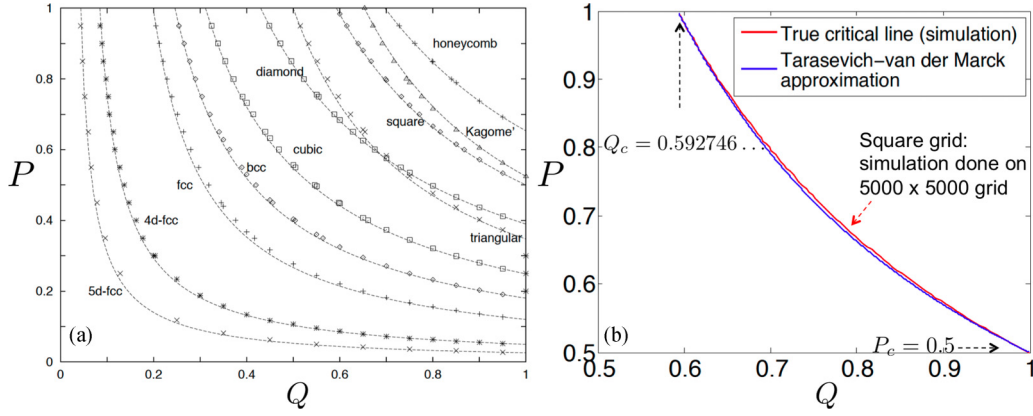 1
0.8
0.6
0.4
0.2
0
P
honeycomb
diamond
square
Kagome'
cubic
bcc
fcc
4d-fcc
triangular
5d-fcc
(a)
0
0.2
0.4
0.6
0.8
1
Q
1
0.9
0.8
0.7
0.6
0.5
P
True critical line (simulation)
Tarasevich-van der Marck
approximation
Q_c = 0.592746 ...
Square grid:
simulation done on
5000 x 5000 grid
P_c = 0.5
(b)
0.5
0.6
0.7
0.8
0.9
1
Q